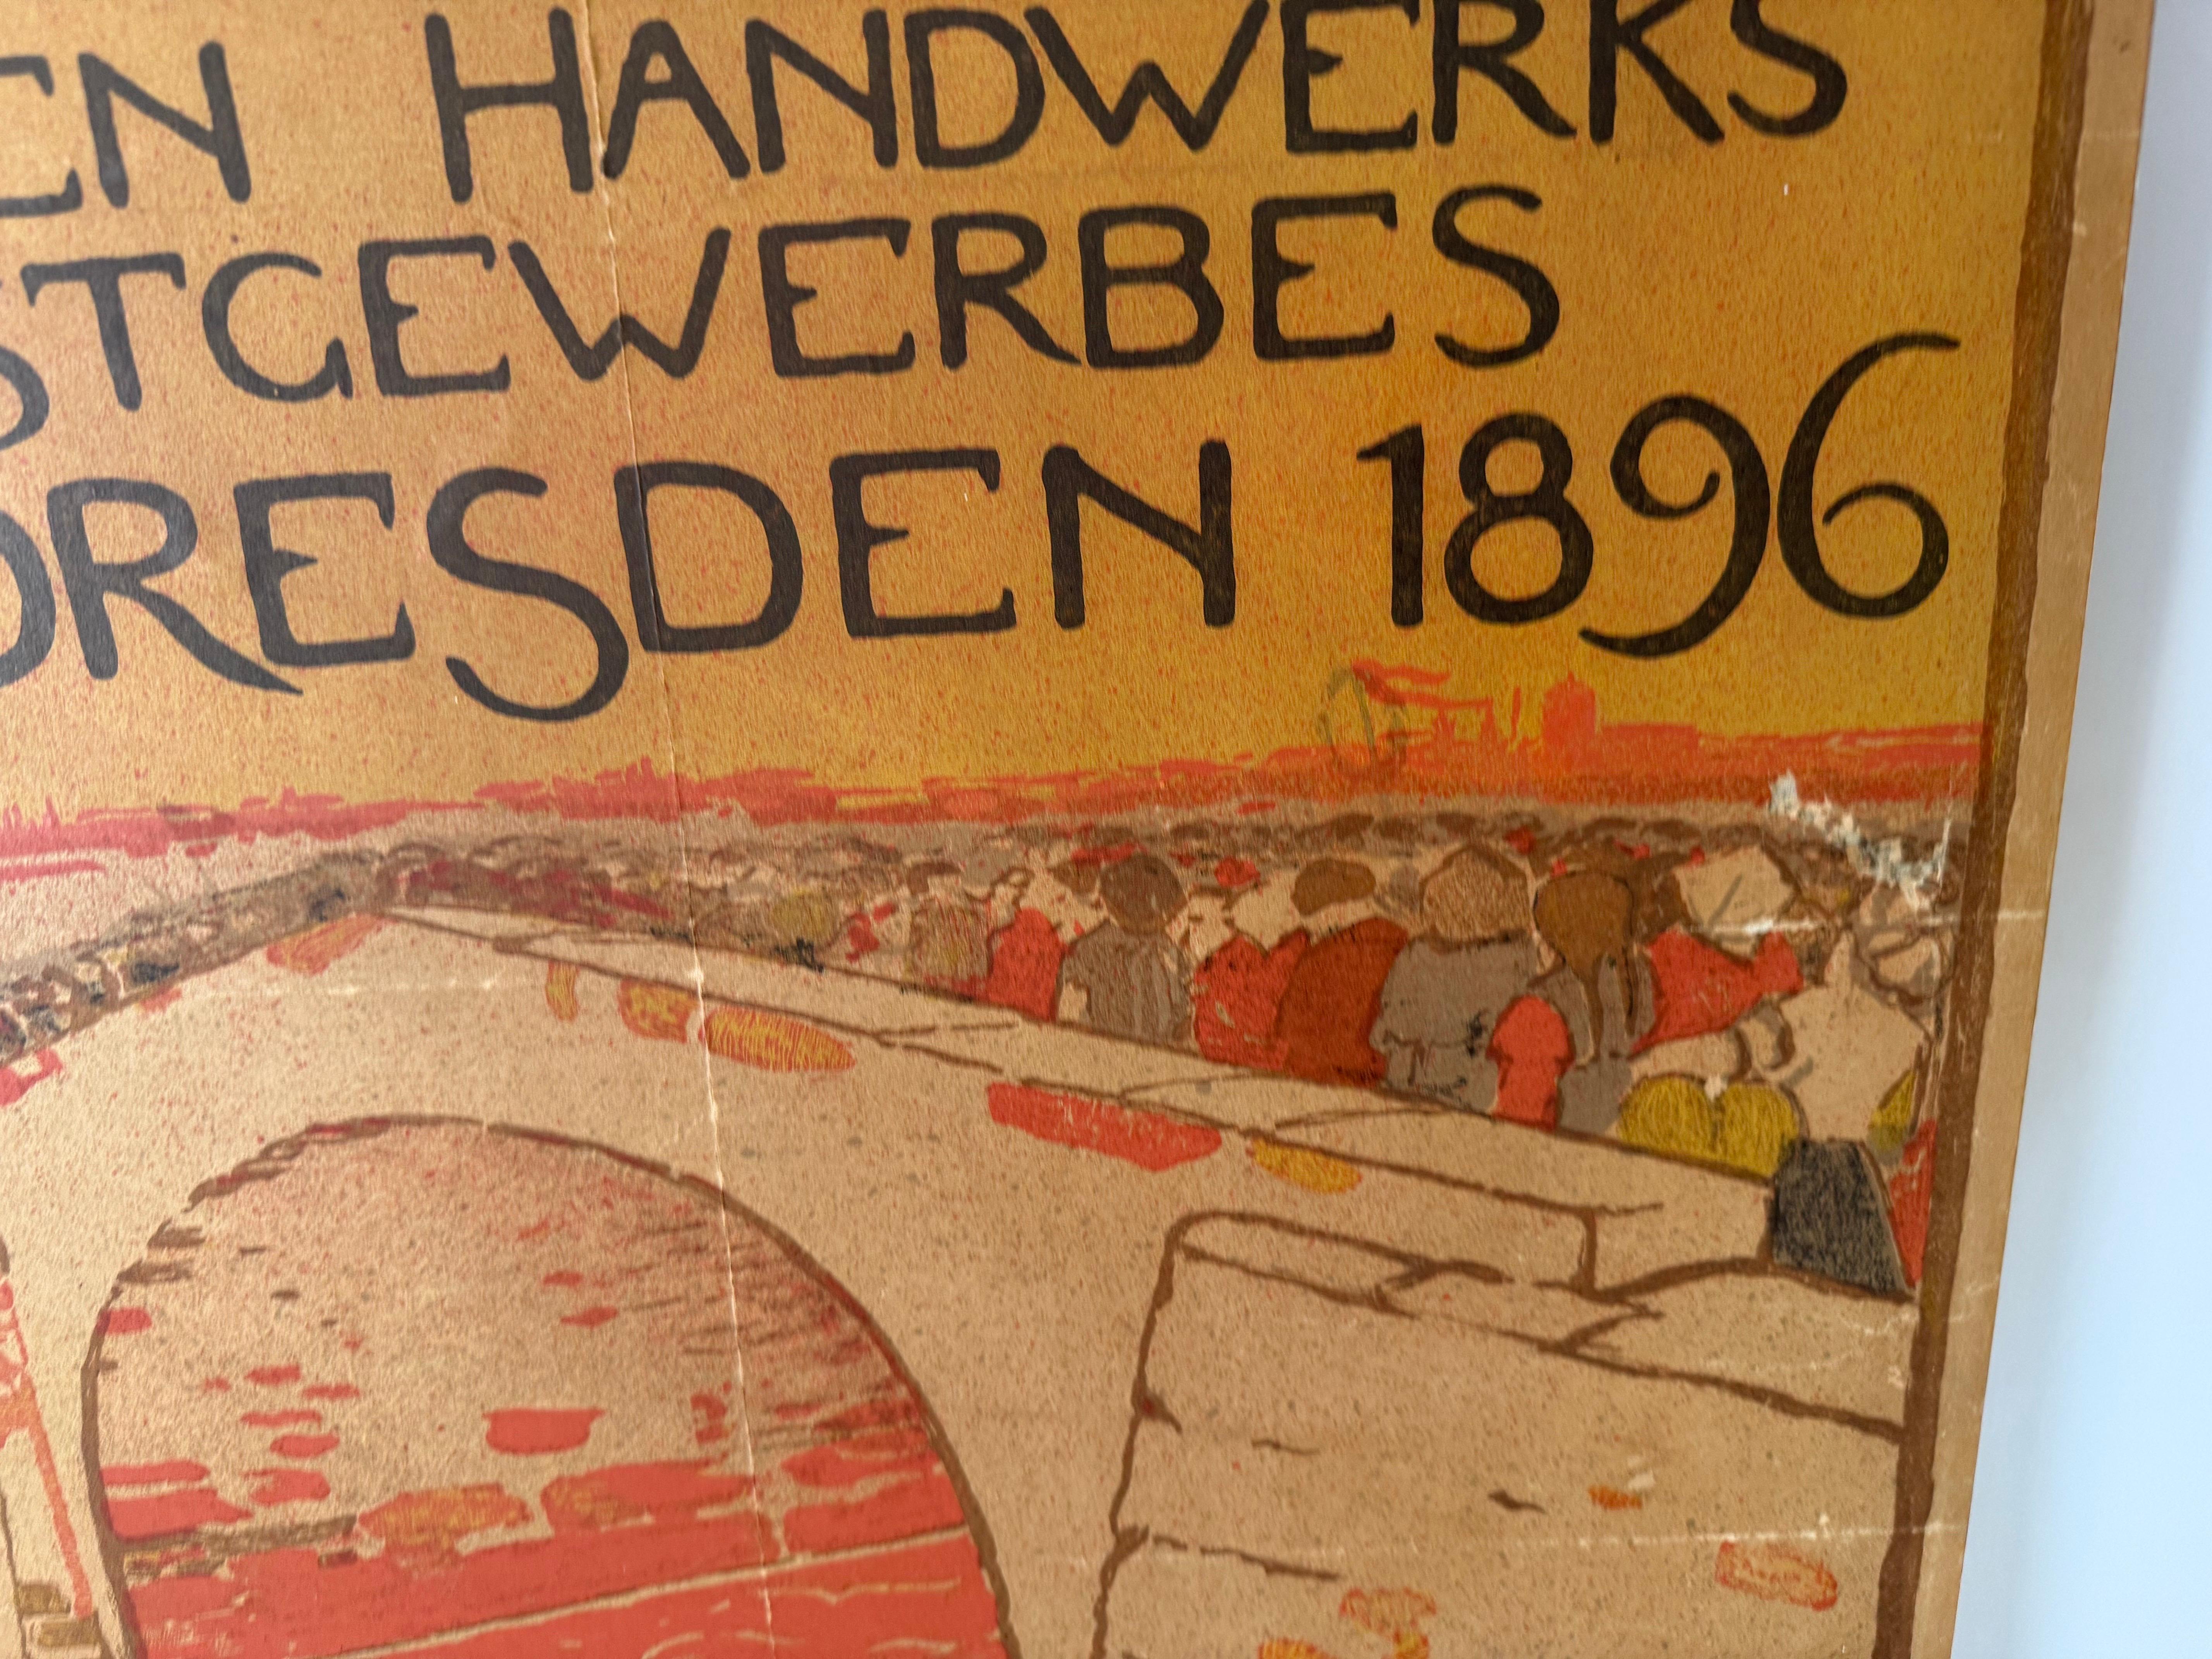 EN HANDWERKS
STGEWERBES
DRESDEN 1896